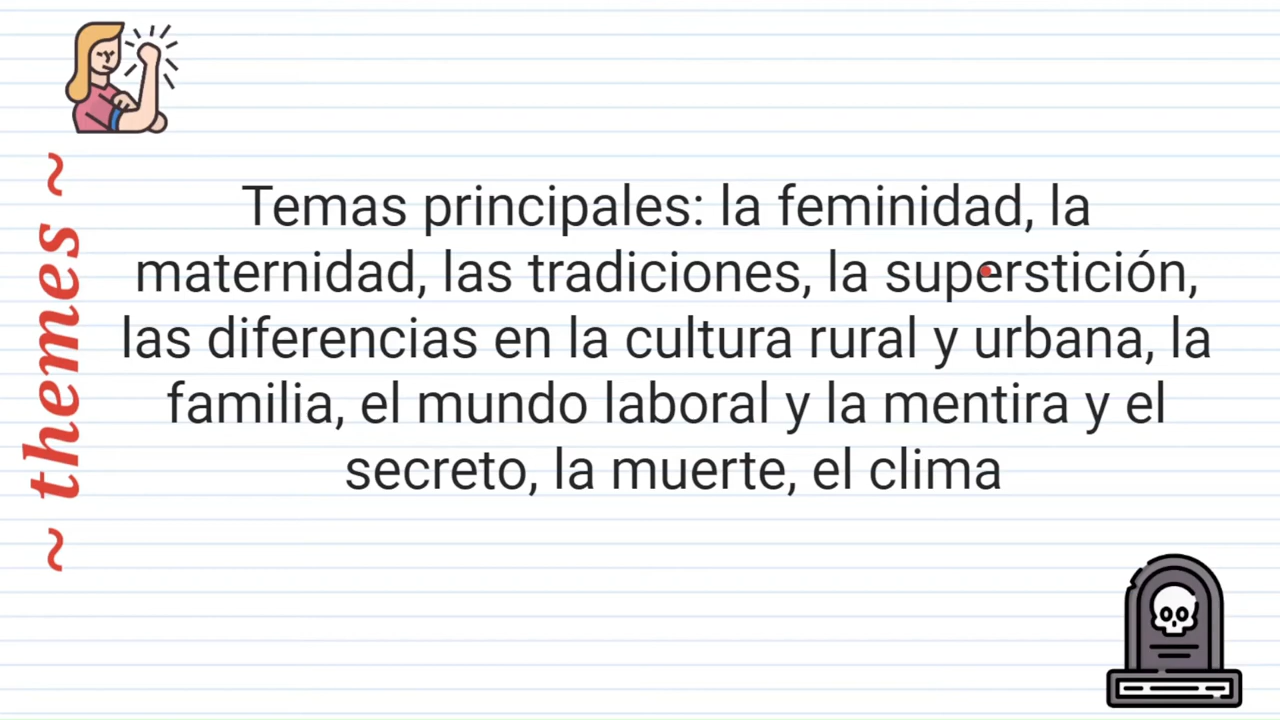 ~ themes ~
Temas principales: la feminidad, la
maternidad, las tradiciones, la superstición,
las diferencias en la cultura rural y urbana, la
familia, el mundo laboral y la mentira y el
secreto, la muerte, el clima